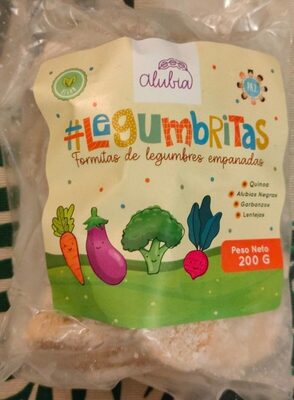 alubia
#LegumbRiTas
Formitas de legumbres empanadas
• Quinoa
• Alubias Negras
• Garbanzos
• Lentejas
Peso Neto
200 G